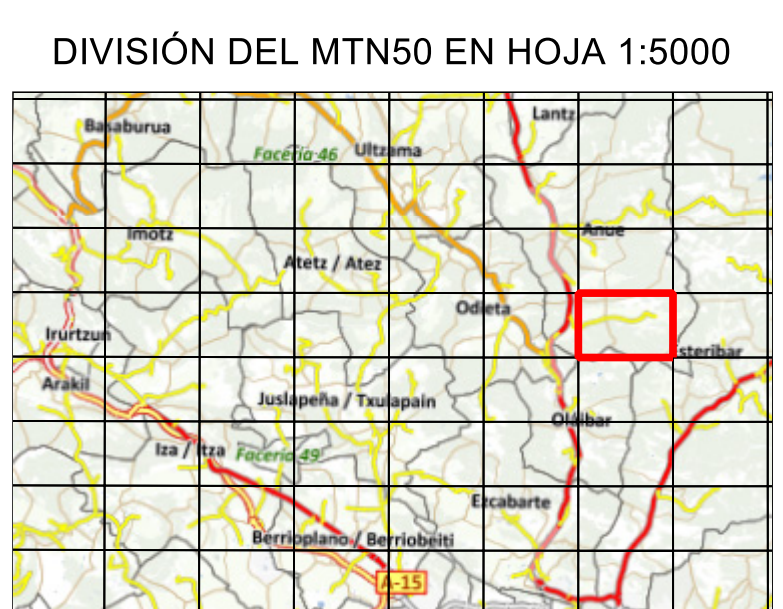 DIVISIÓN DEL MTN50 EN HOJA 1:5000
Lantz
Basaburua
Facería 46
Ultzama
Anue
Imotz
Atetz / Atez
Odieta
Irurtzun
Esteribar
Arakil
Juslapeña / Txulapain
Oláibar
Iza / Itza
Facería 49
Ezcabarte
Berrioplano / Berriobeiti
A-15